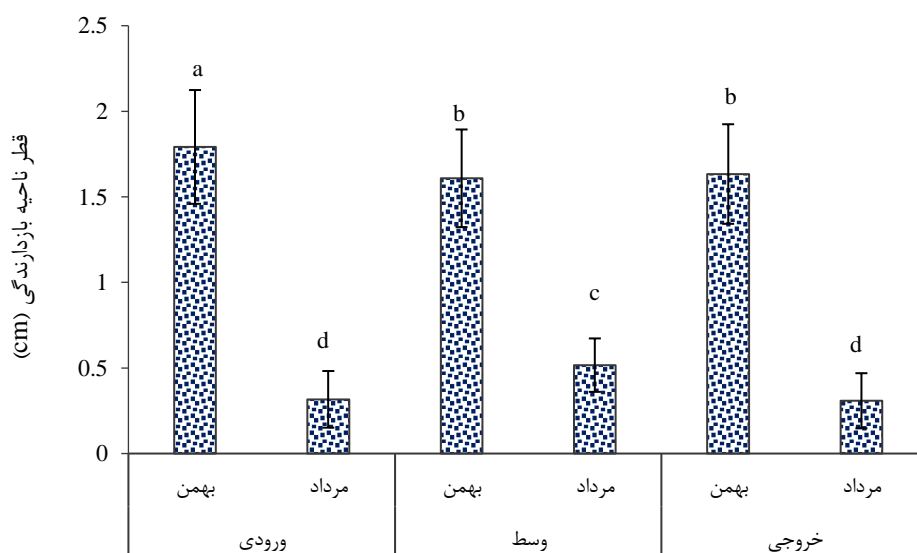 2.5
2
1.5
1
0.5
0
قطر ناحیه بازدارندگی (cm)
a
d
b
c
b
d
بهمن
مرداد
بهمن
مرداد
بهمن
مرداد
ورودی
وسط
خروجی